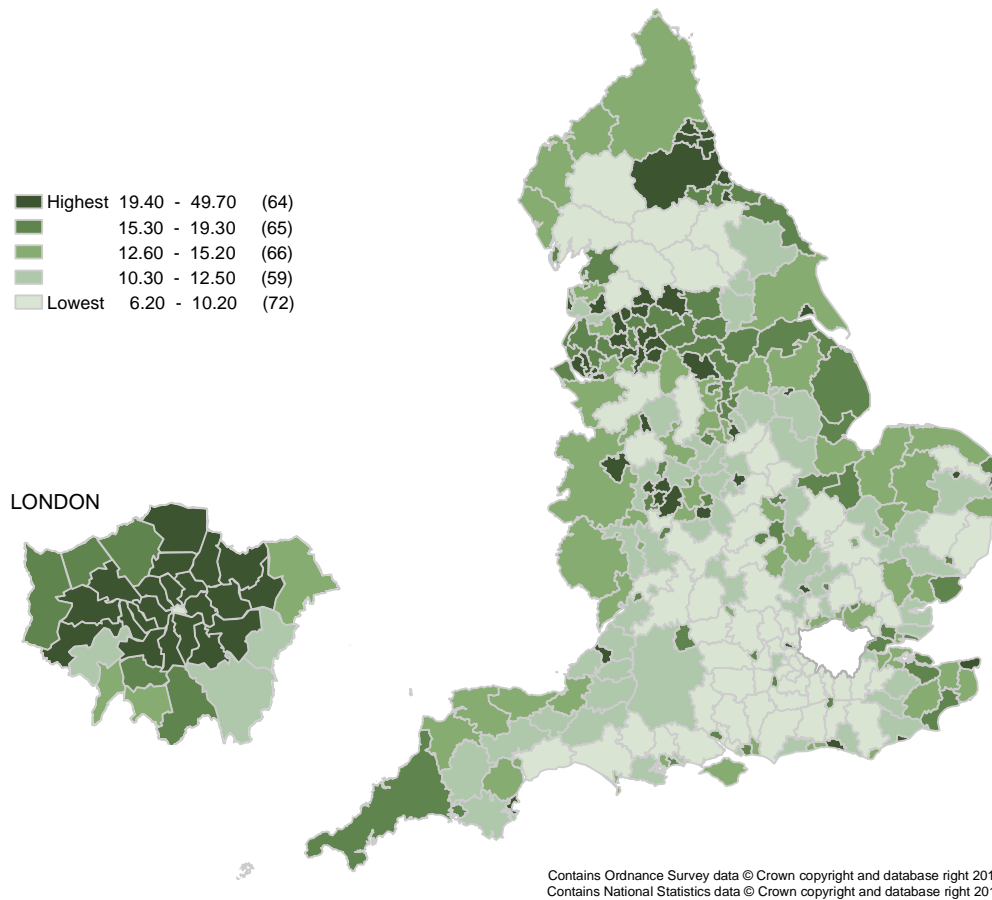 Highest 19.40 - 49.70 (64)
15.30 - 19.30 (65)
12.60 - 15.20 (66)
10.30 - 12.50 (59)
Lowest 6.20 - 10.20 (72)
LONDON
Contains Ordnance Survey data © Crown copyright and database right 201
Contains National Statistics data © Crown copyright and database right 201